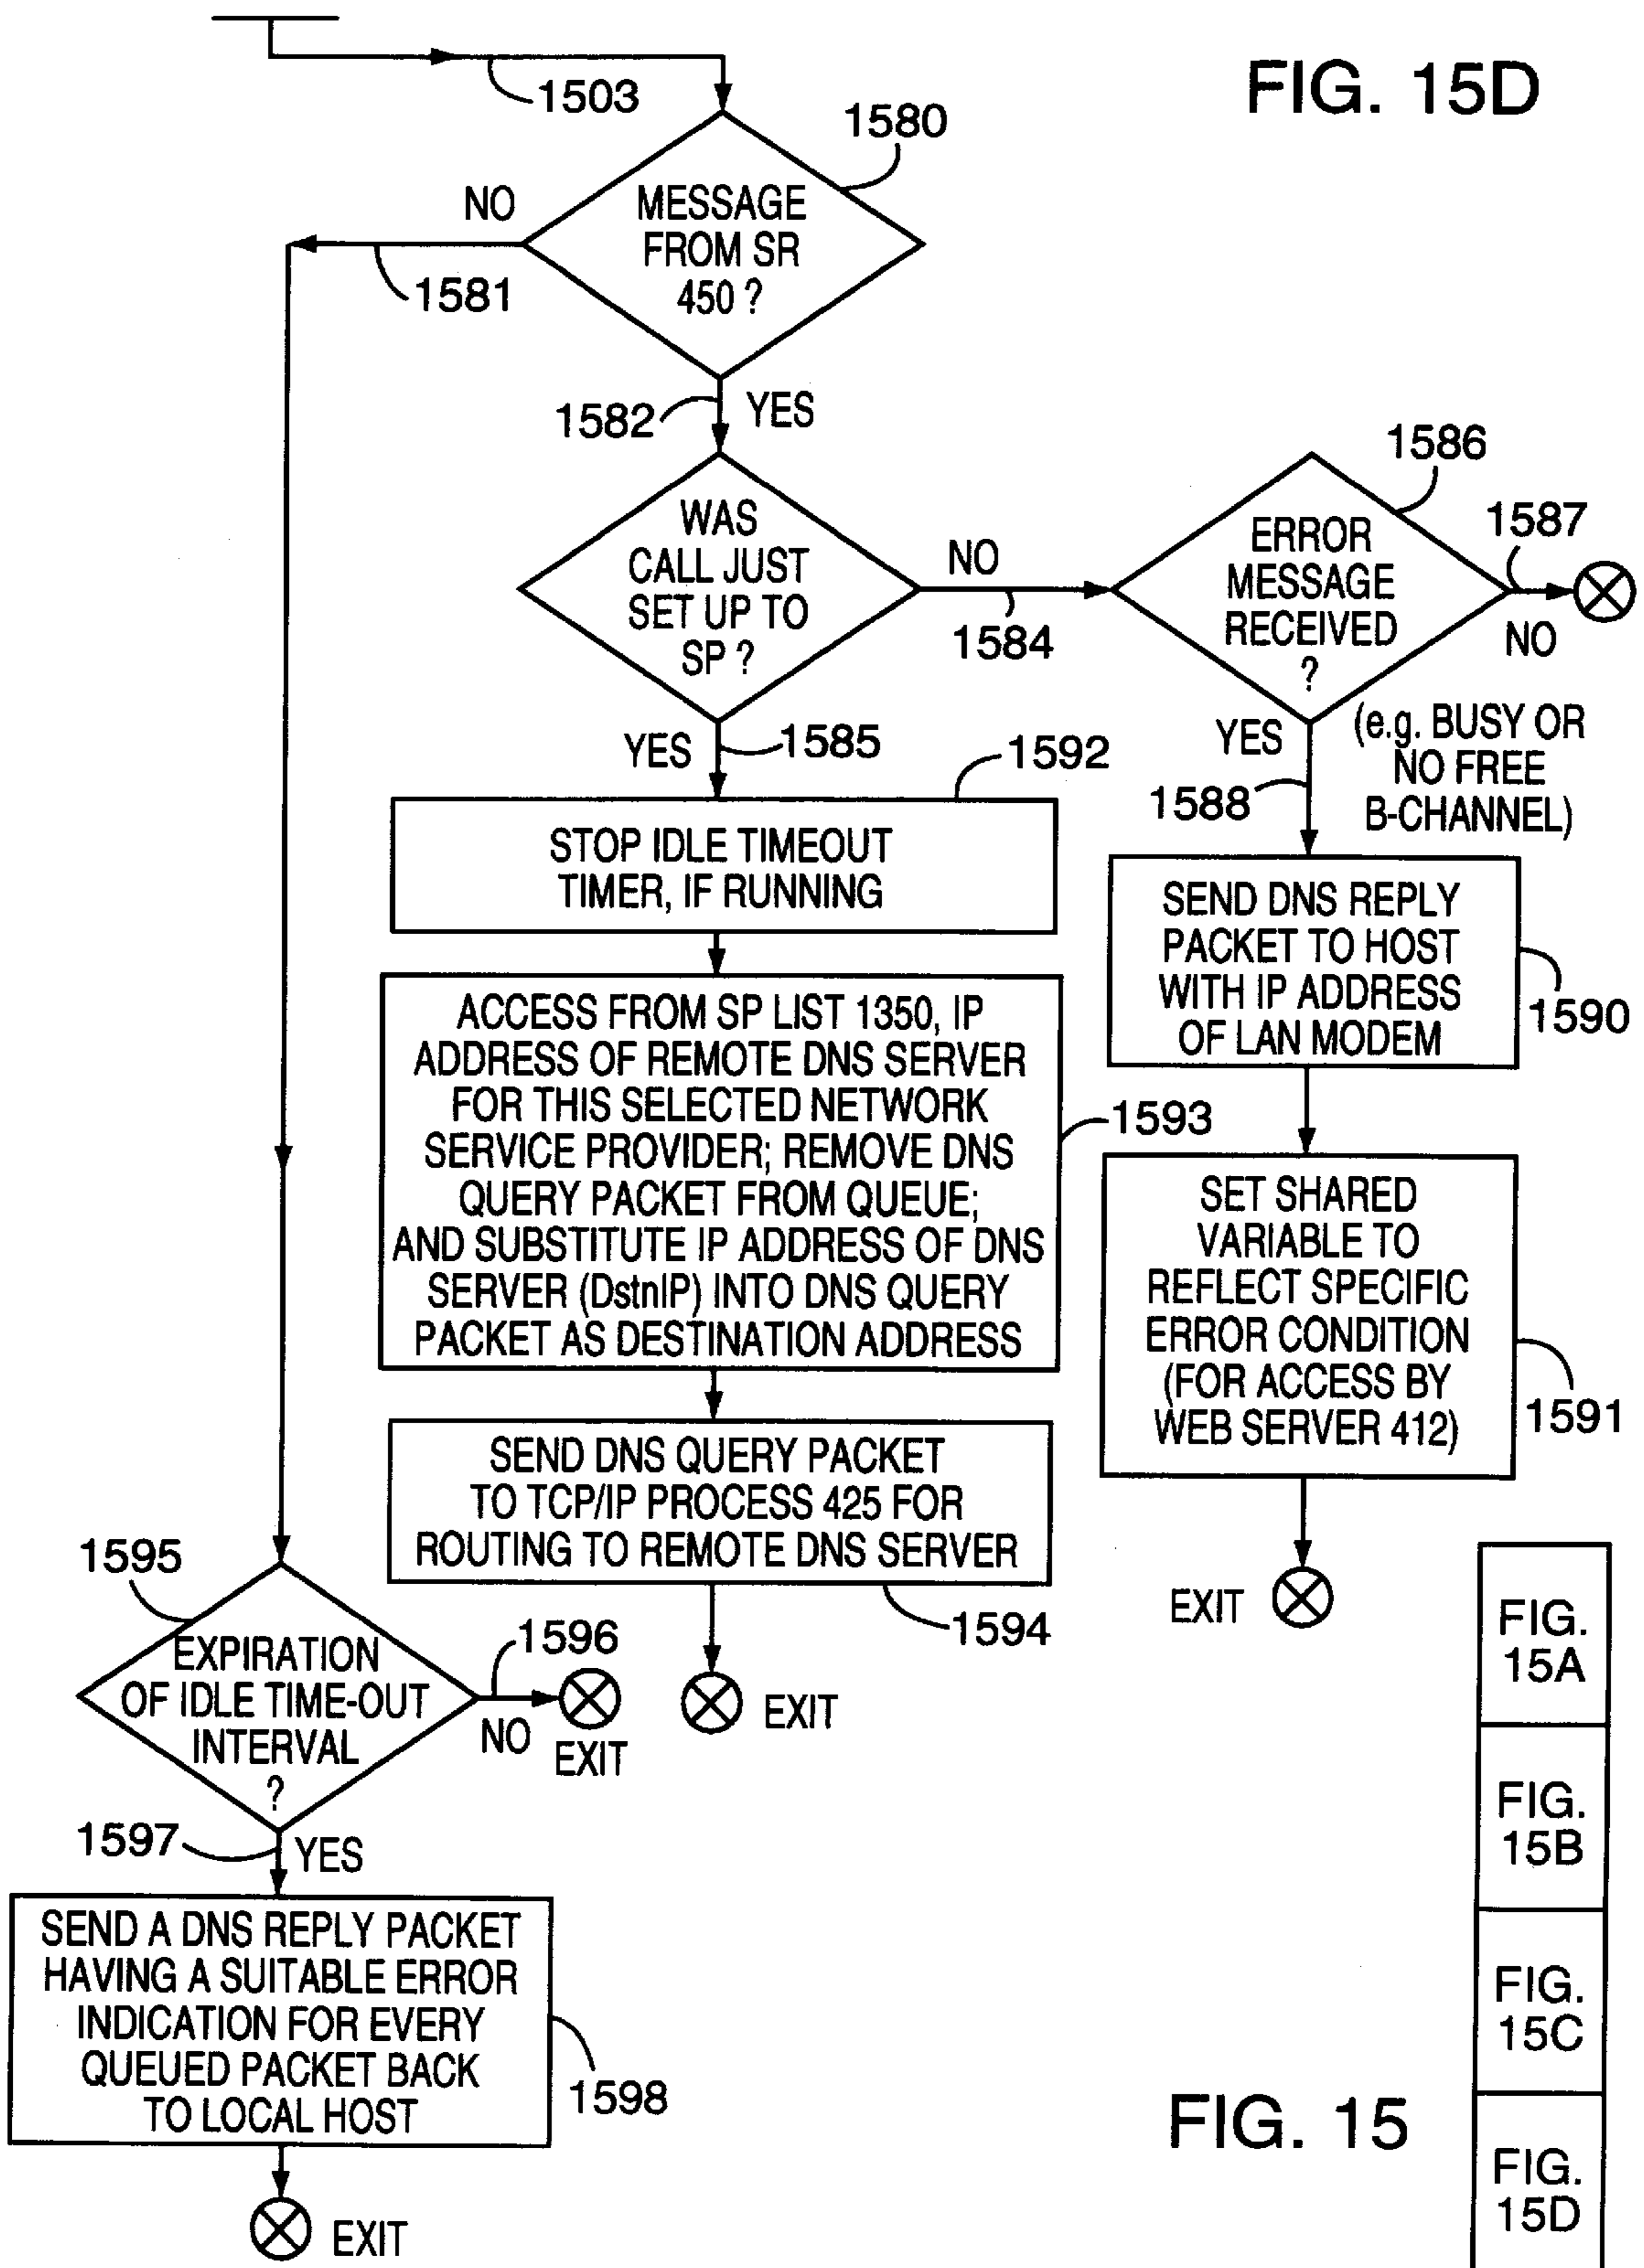 FIG. 15D
1503
1580
NO
MESSAGE
FROM SR
450 ?
1581
1582
YES
1586
WAS
CALL JUST
SET UP TO
SP ?
NO
1584
ERROR
MESSAGE
RECEIVED
?
1587
NO
YES
1585
1592
YES
1588
(e.g. BUSY OR
NO FREE
B-CHANNEL)
STOP IDLE TIMEOUT
TIMER, IF RUNNING
SEND DNS REPLY
PACKET TO HOST
WITH IP ADDRESS
OF LAN MODEM
1590
ACCESS FROM SP LIST 1350, IP
ADDRESS OF REMOTE DNS SERVER
FOR THIS SELECTED NETWORK
SERVICE PROVIDER; REMOVE DNS
QUERY PACKET FROM QUEUE;
AND SUBSTITUTE IP ADDRESS OF DNS
SERVER (DstnIP) INTO DNS QUERY
PACKET AS DESTINATION ADDRESS
1593
SET SHARED
VARIABLE TO
REFLECT SPECIFIC
ERROR CONDITION
(FOR ACCESS BY
WEB SERVER 412)
1591
SEND DNS QUERY PACKET
TO TCP/IP PROCESS 425 FOR
ROUTING TO REMOTE DNS SERVER
1594
EXIT
EXIT
1595
EXPIRATION
OF IDLE TIME-OUT
INTERVAL
?
1596
NO
EXIT
1597
YES
SEND A DNS REPLY PACKET
HAVING A SUITABLE ERROR
INDICATION FOR EVERY
QUEUED PACKET BACK
TO LOCAL HOST
1598
EXIT
FIG. 15
FIG.
15A
FIG.
15B
FIG.
15C
FIG.
15D